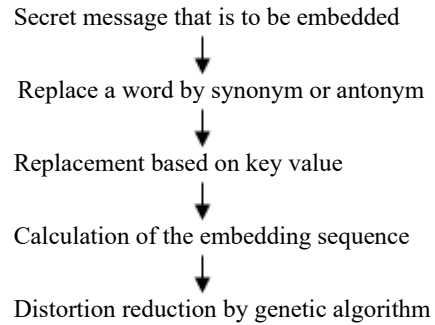 Secret message that is to be embedded
Replace a word by synonym or antonym
Replacement based on key value
Calculation of the embedding sequence
Distortion reduction by genetic algorithm